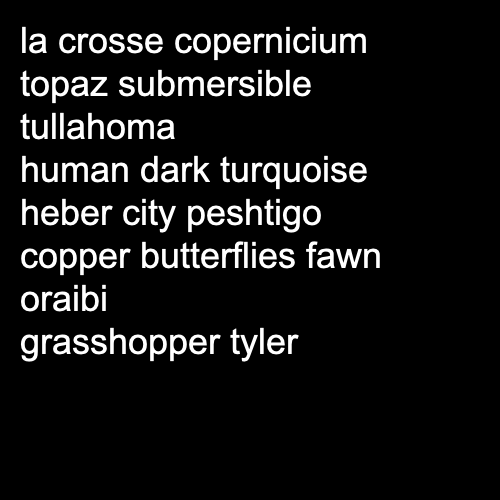 la crosse copernicium
topaz submersible
tullahoma
human dark turquoise
heber city peshtigo
copper butterflies fawn
oraibi
grasshopper tyler